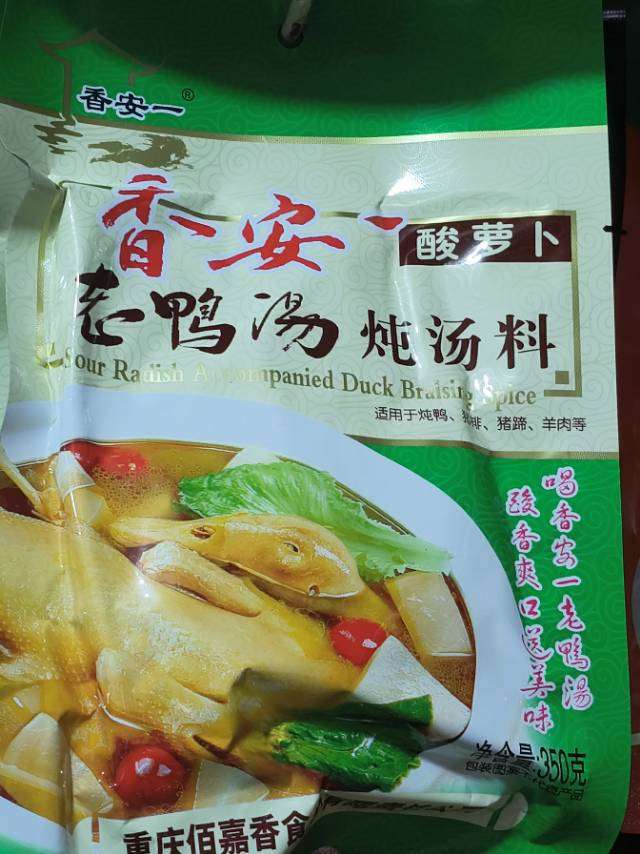 香安一®
香安一
酸萝卜
老鸭汤 炖汤料
Sour Radish Accompanied Duck Braising Spice
适用于炖鸭、排、猪蹄、羊肉等
喝香安一老鸭汤
酸香爽口送美味
净含量:350克
重庆佰嘉香食